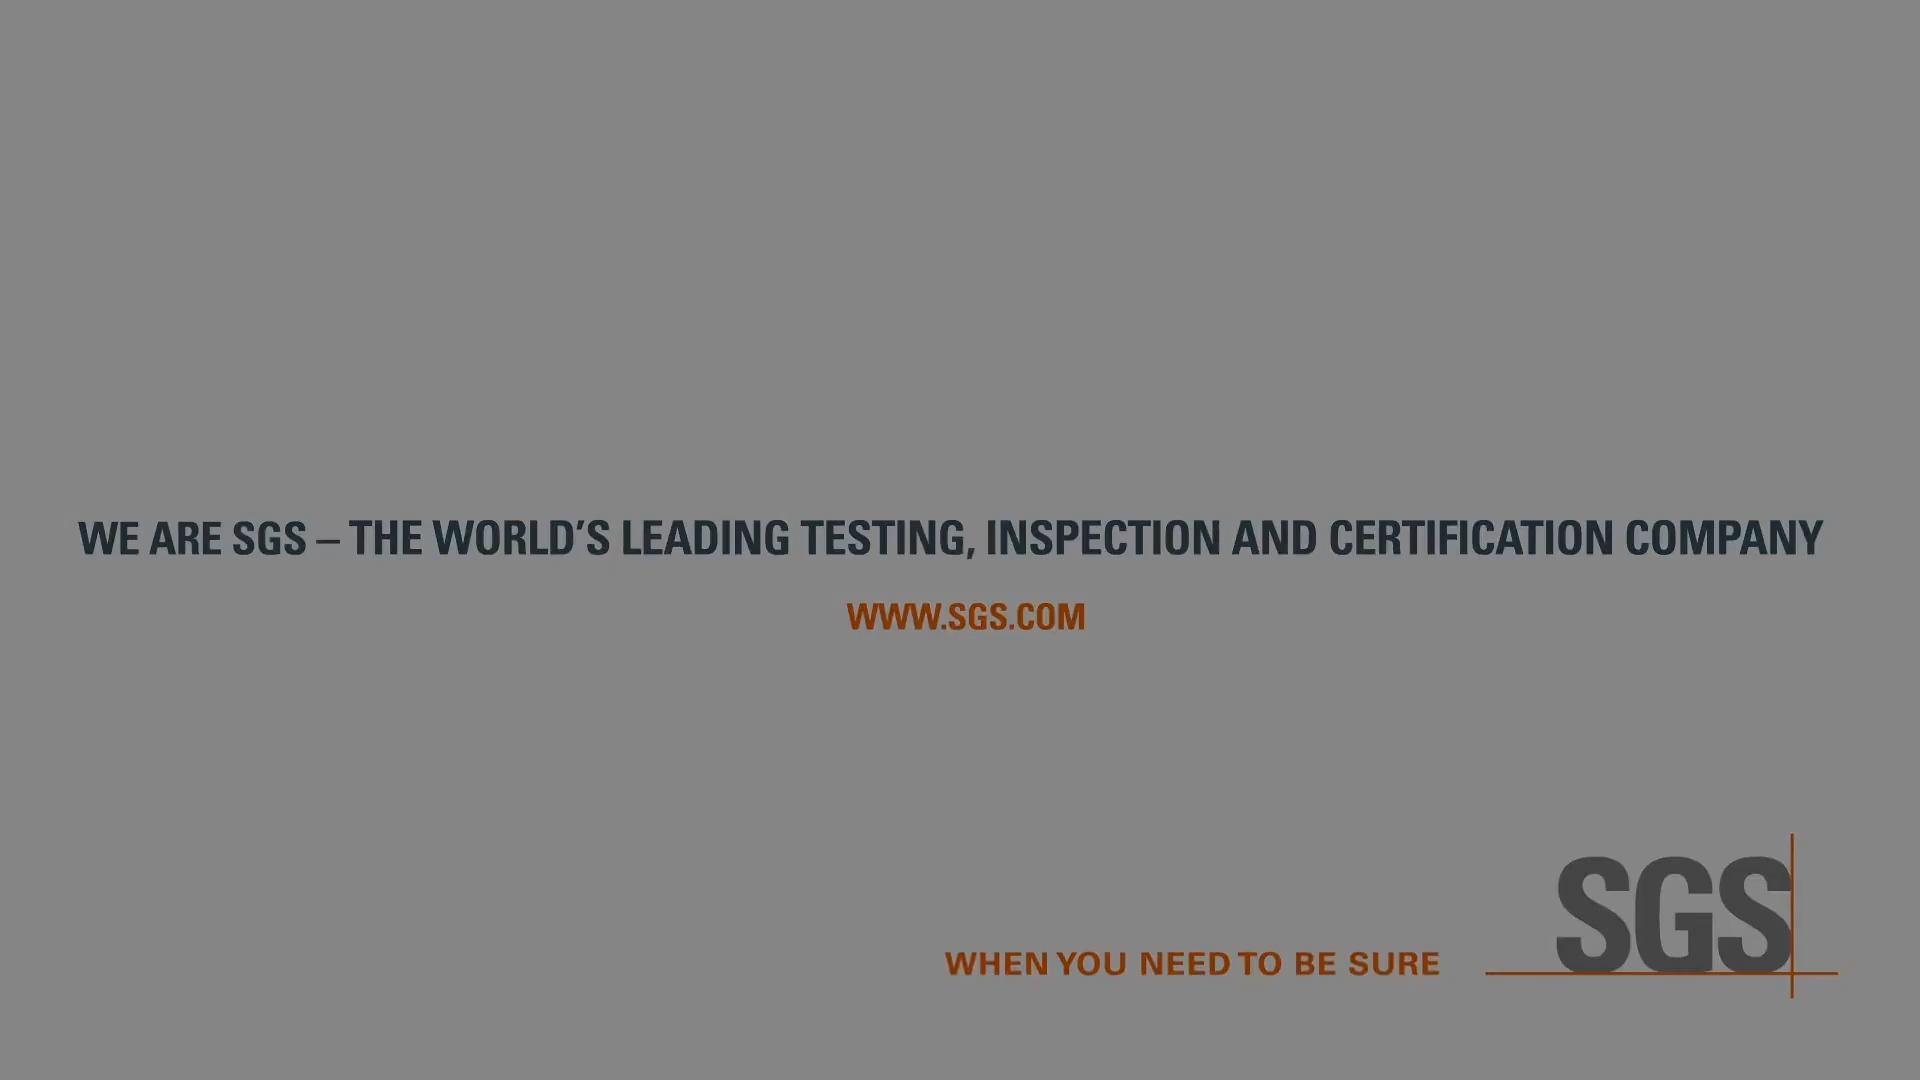 WE ARE SGS – THE WORLD’S LEADING TESTING, INSPECTION AND CERTIFICATION COMPANY
WWW.SGS.COM
WHEN YOU NEED TO BE SURE
SGS